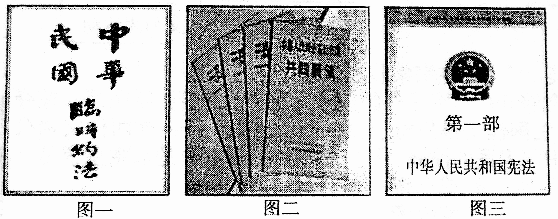 中華
民國
臨時約法
图一
图二
第一部
中华人民共和国宪法
图三